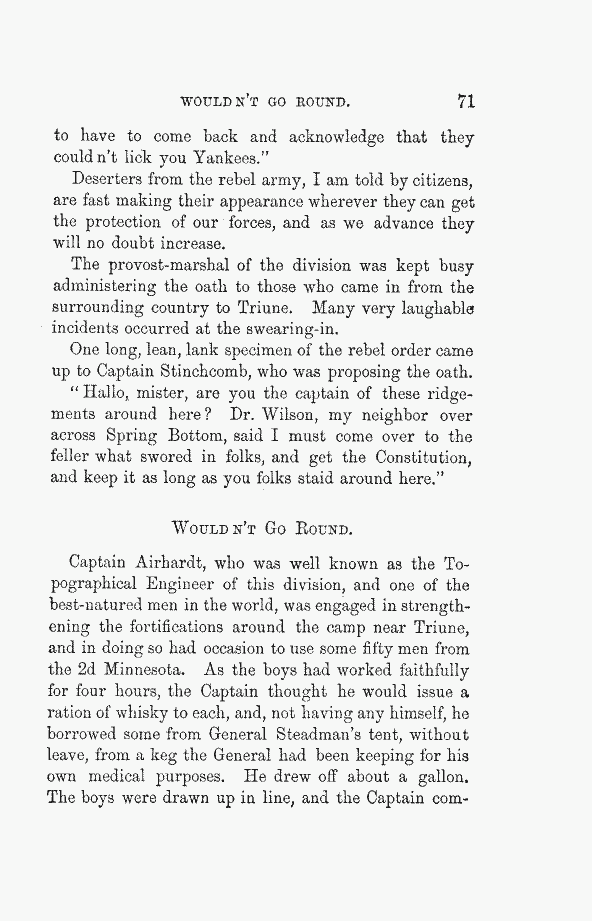 WOULDN'T GO ROUND. 71
to have to come back and acknowledge that they
couldn't lick you Yankees."
Deserters from the rebel army, I am told by citizens,
are fast making their appearance wherever they can get
the protection of our forces, and as we advance they
will no doubt increase.
The provost-marshal of the division was kept busy
administering the oath to those who came in from the
surrounding country to Triune. Many very laughable
incidents occurred at the swearing-in.
One long, lean, lank specimen of the rebel order came
up to Captain Stinchcomb, who was proposing the oath.
"Hallo, mister, are you the captain of these ridge-
ments around here? Dr. Wilson, my neighbor over
across Spring Bottom, said I must come over to the
feller what swored in folks, and get the Constitution,
and keep it as long as you folks staid around here."
WOULDN'T GO ROUND.
Captain Airhardt, who was well known as the To-
pographical Engineer of this division, and one of the
best-natured men in the world, was engaged in strength-
ening the fortifications around the camp near Triune,
and in doing so had occasion to use some fifty men from
the 2d Minnesota. As the boys had worked faithfully
for four hours, the Captain thought he would issue a
ration of whisky to each, and, not having any himself, he
borrowed some from General Steadman's tent, without
leave, from a keg the General had been keeping for his
own medical purposes. He drew off about a gallon.
The boys were drawn up in line, and the Captain com-